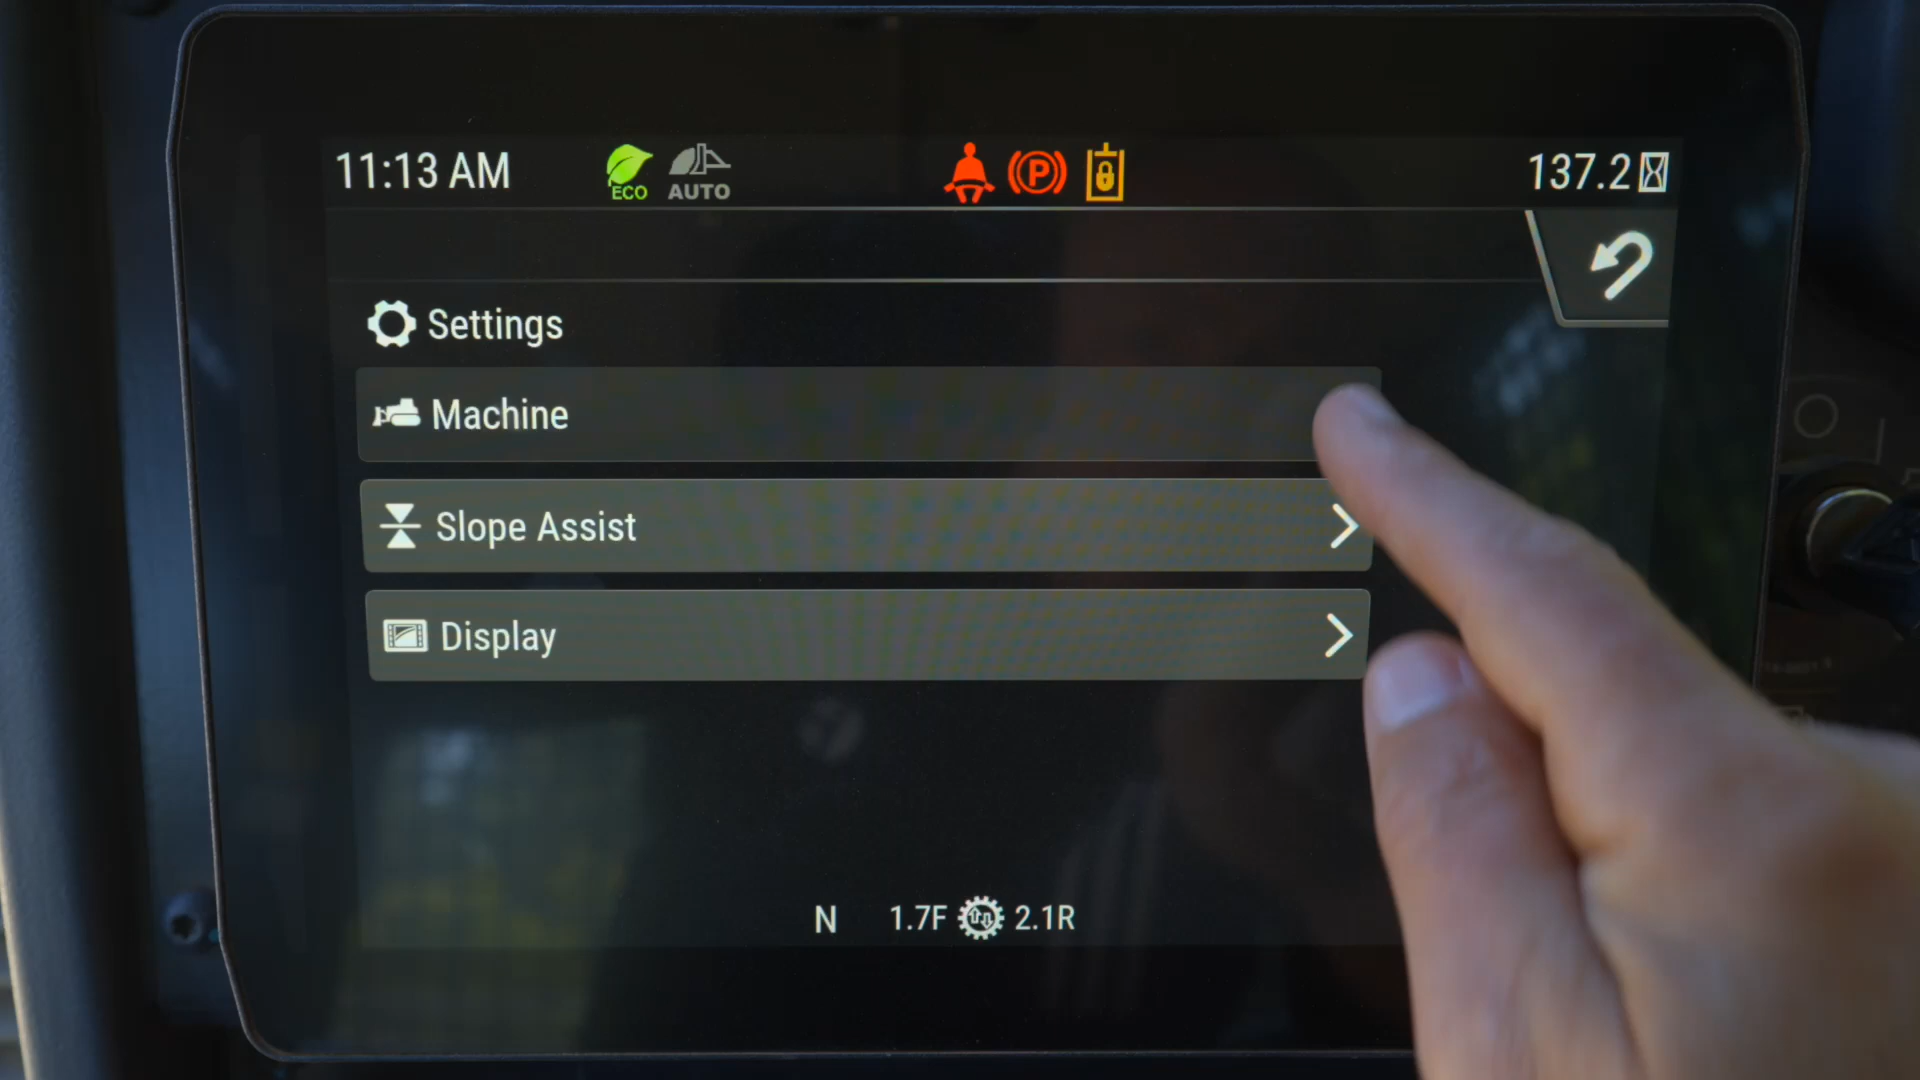 11:13 AM
ECO
AUTO
P
137.2
Settings
Machine
Slope Assist
Display
N 1.7F 2.1R